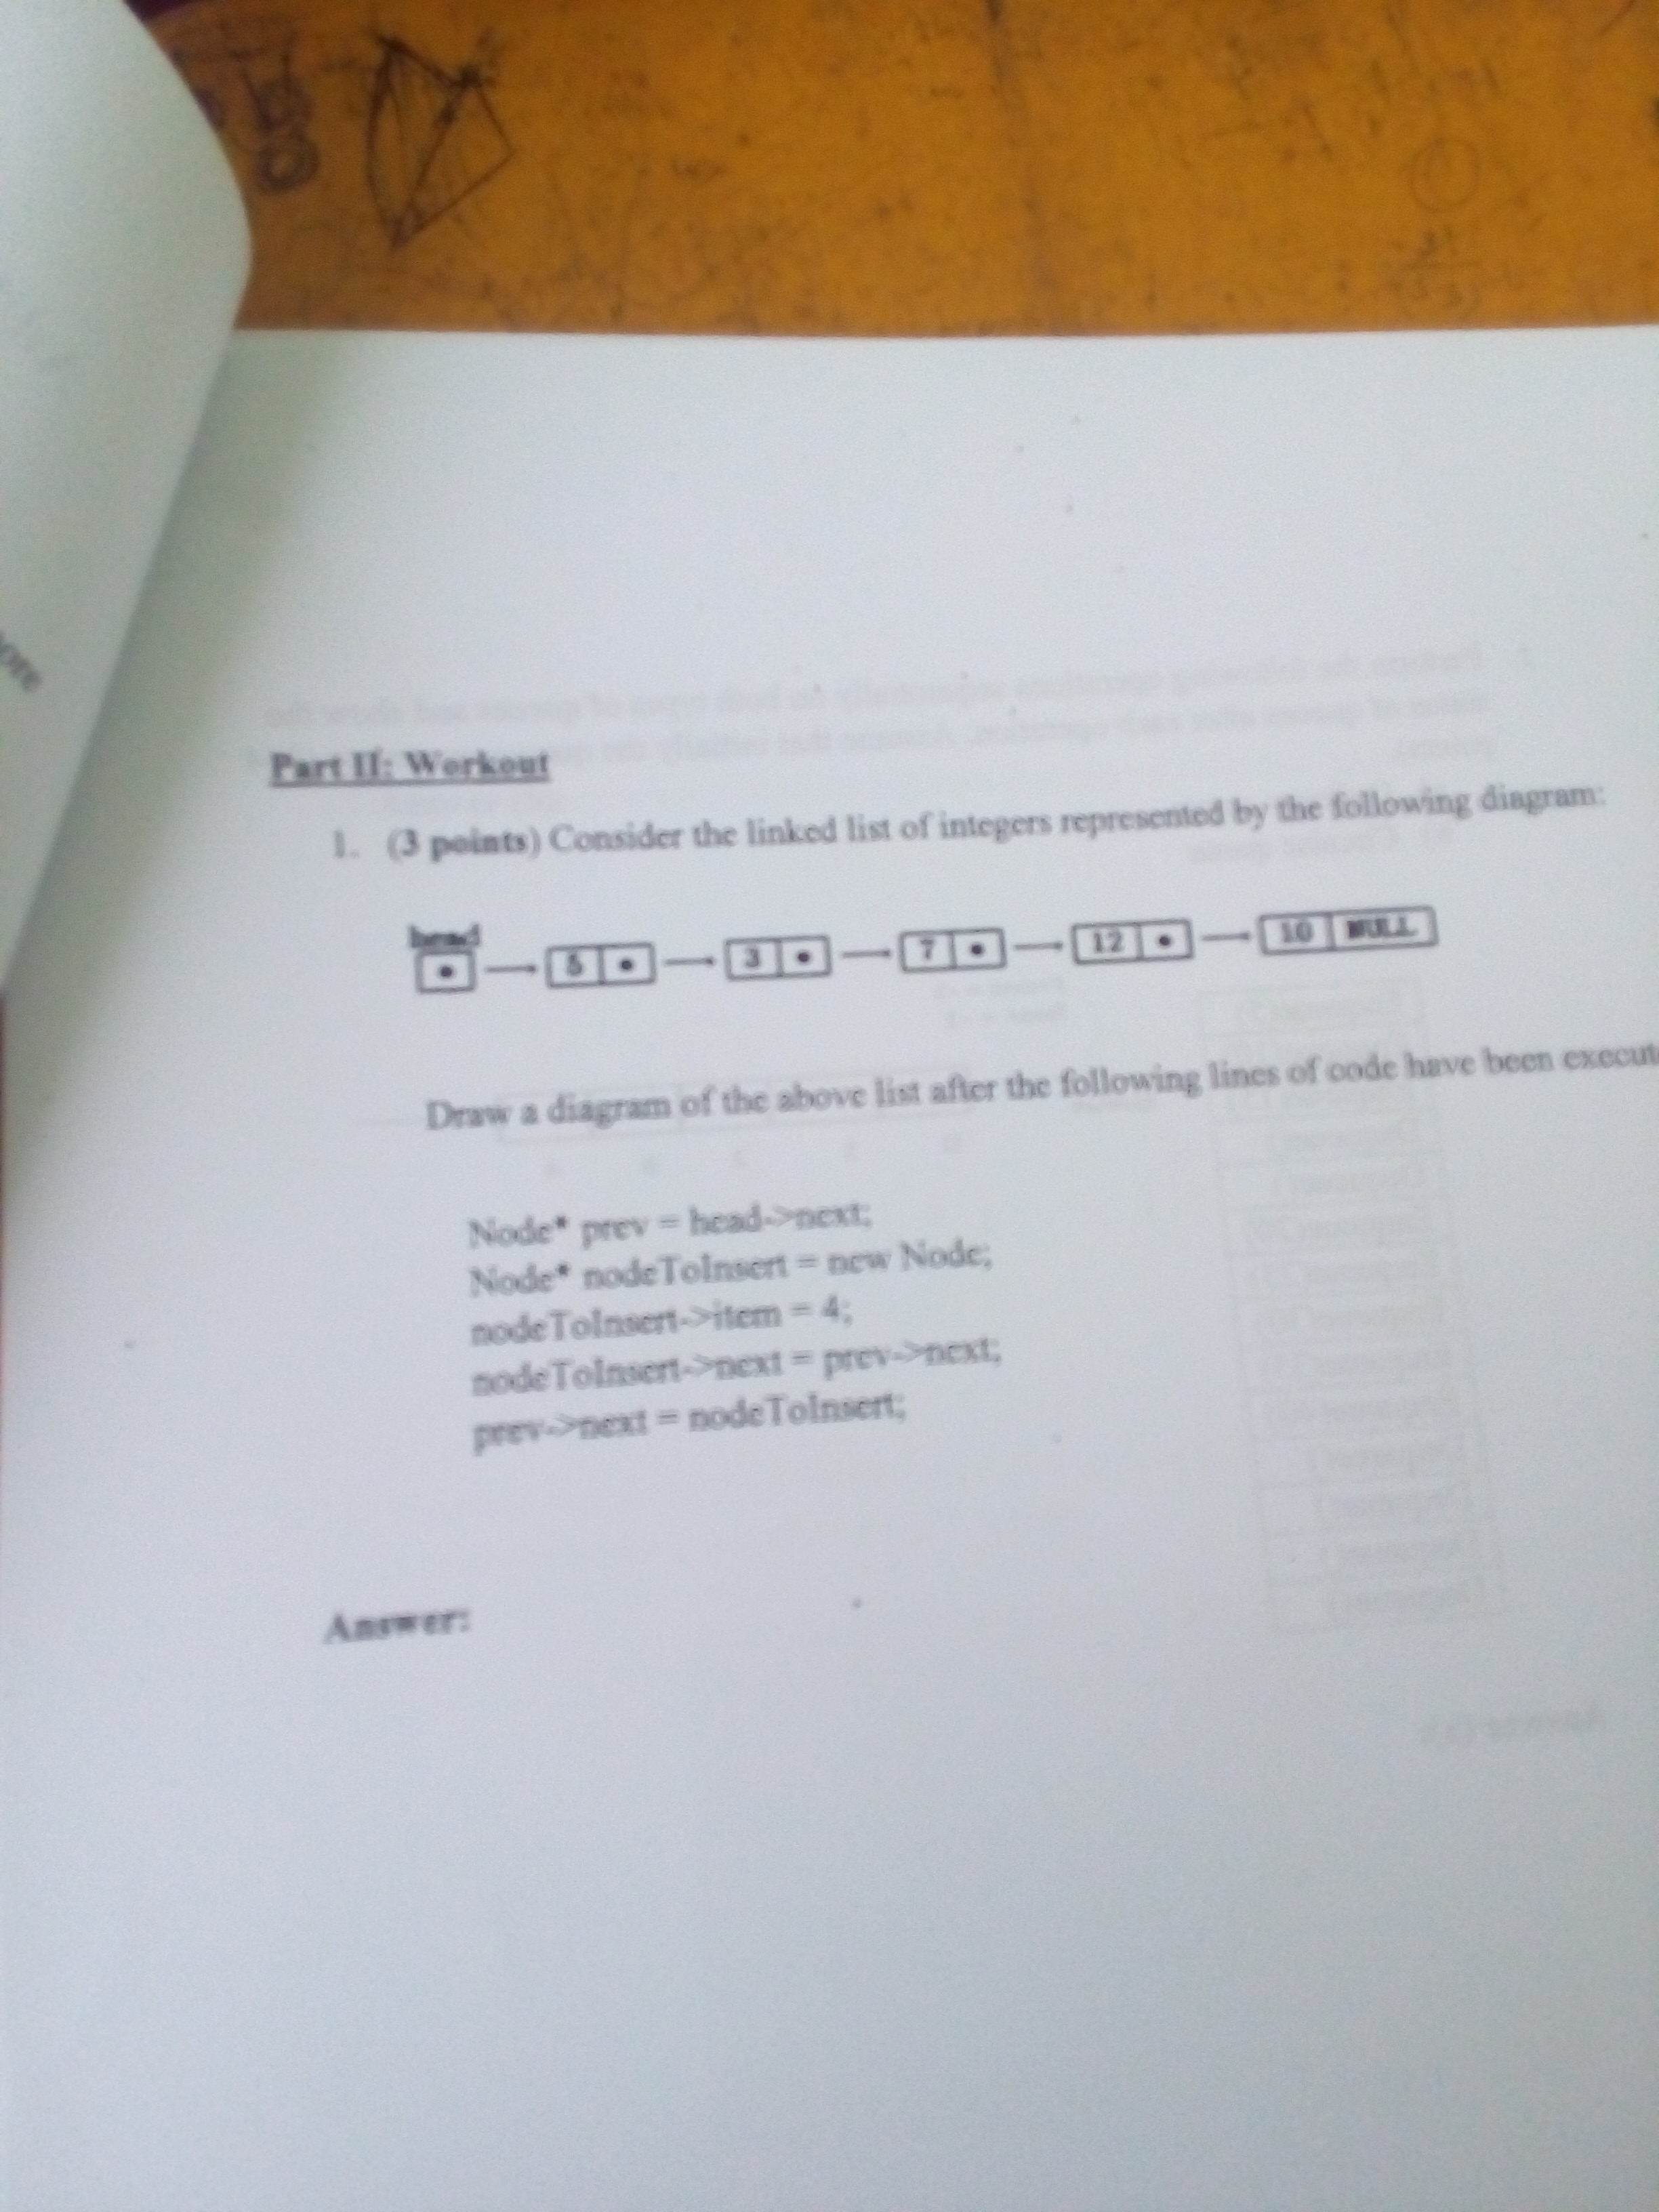 ore
Part II: Workout
1. (3 points) Consider the linked list of integers represented by the following diagram:
head
5 3 7 12 10 NULL
Draw a diagram of the above list after the following lines of code have been execut
Node* prev = head->next;
Node* nodeToInsert = new Node;
nodeToInsert->item = 4;
nodeToInsert->next = prev->next;
prev->next = nodeToInsert;
Answer: